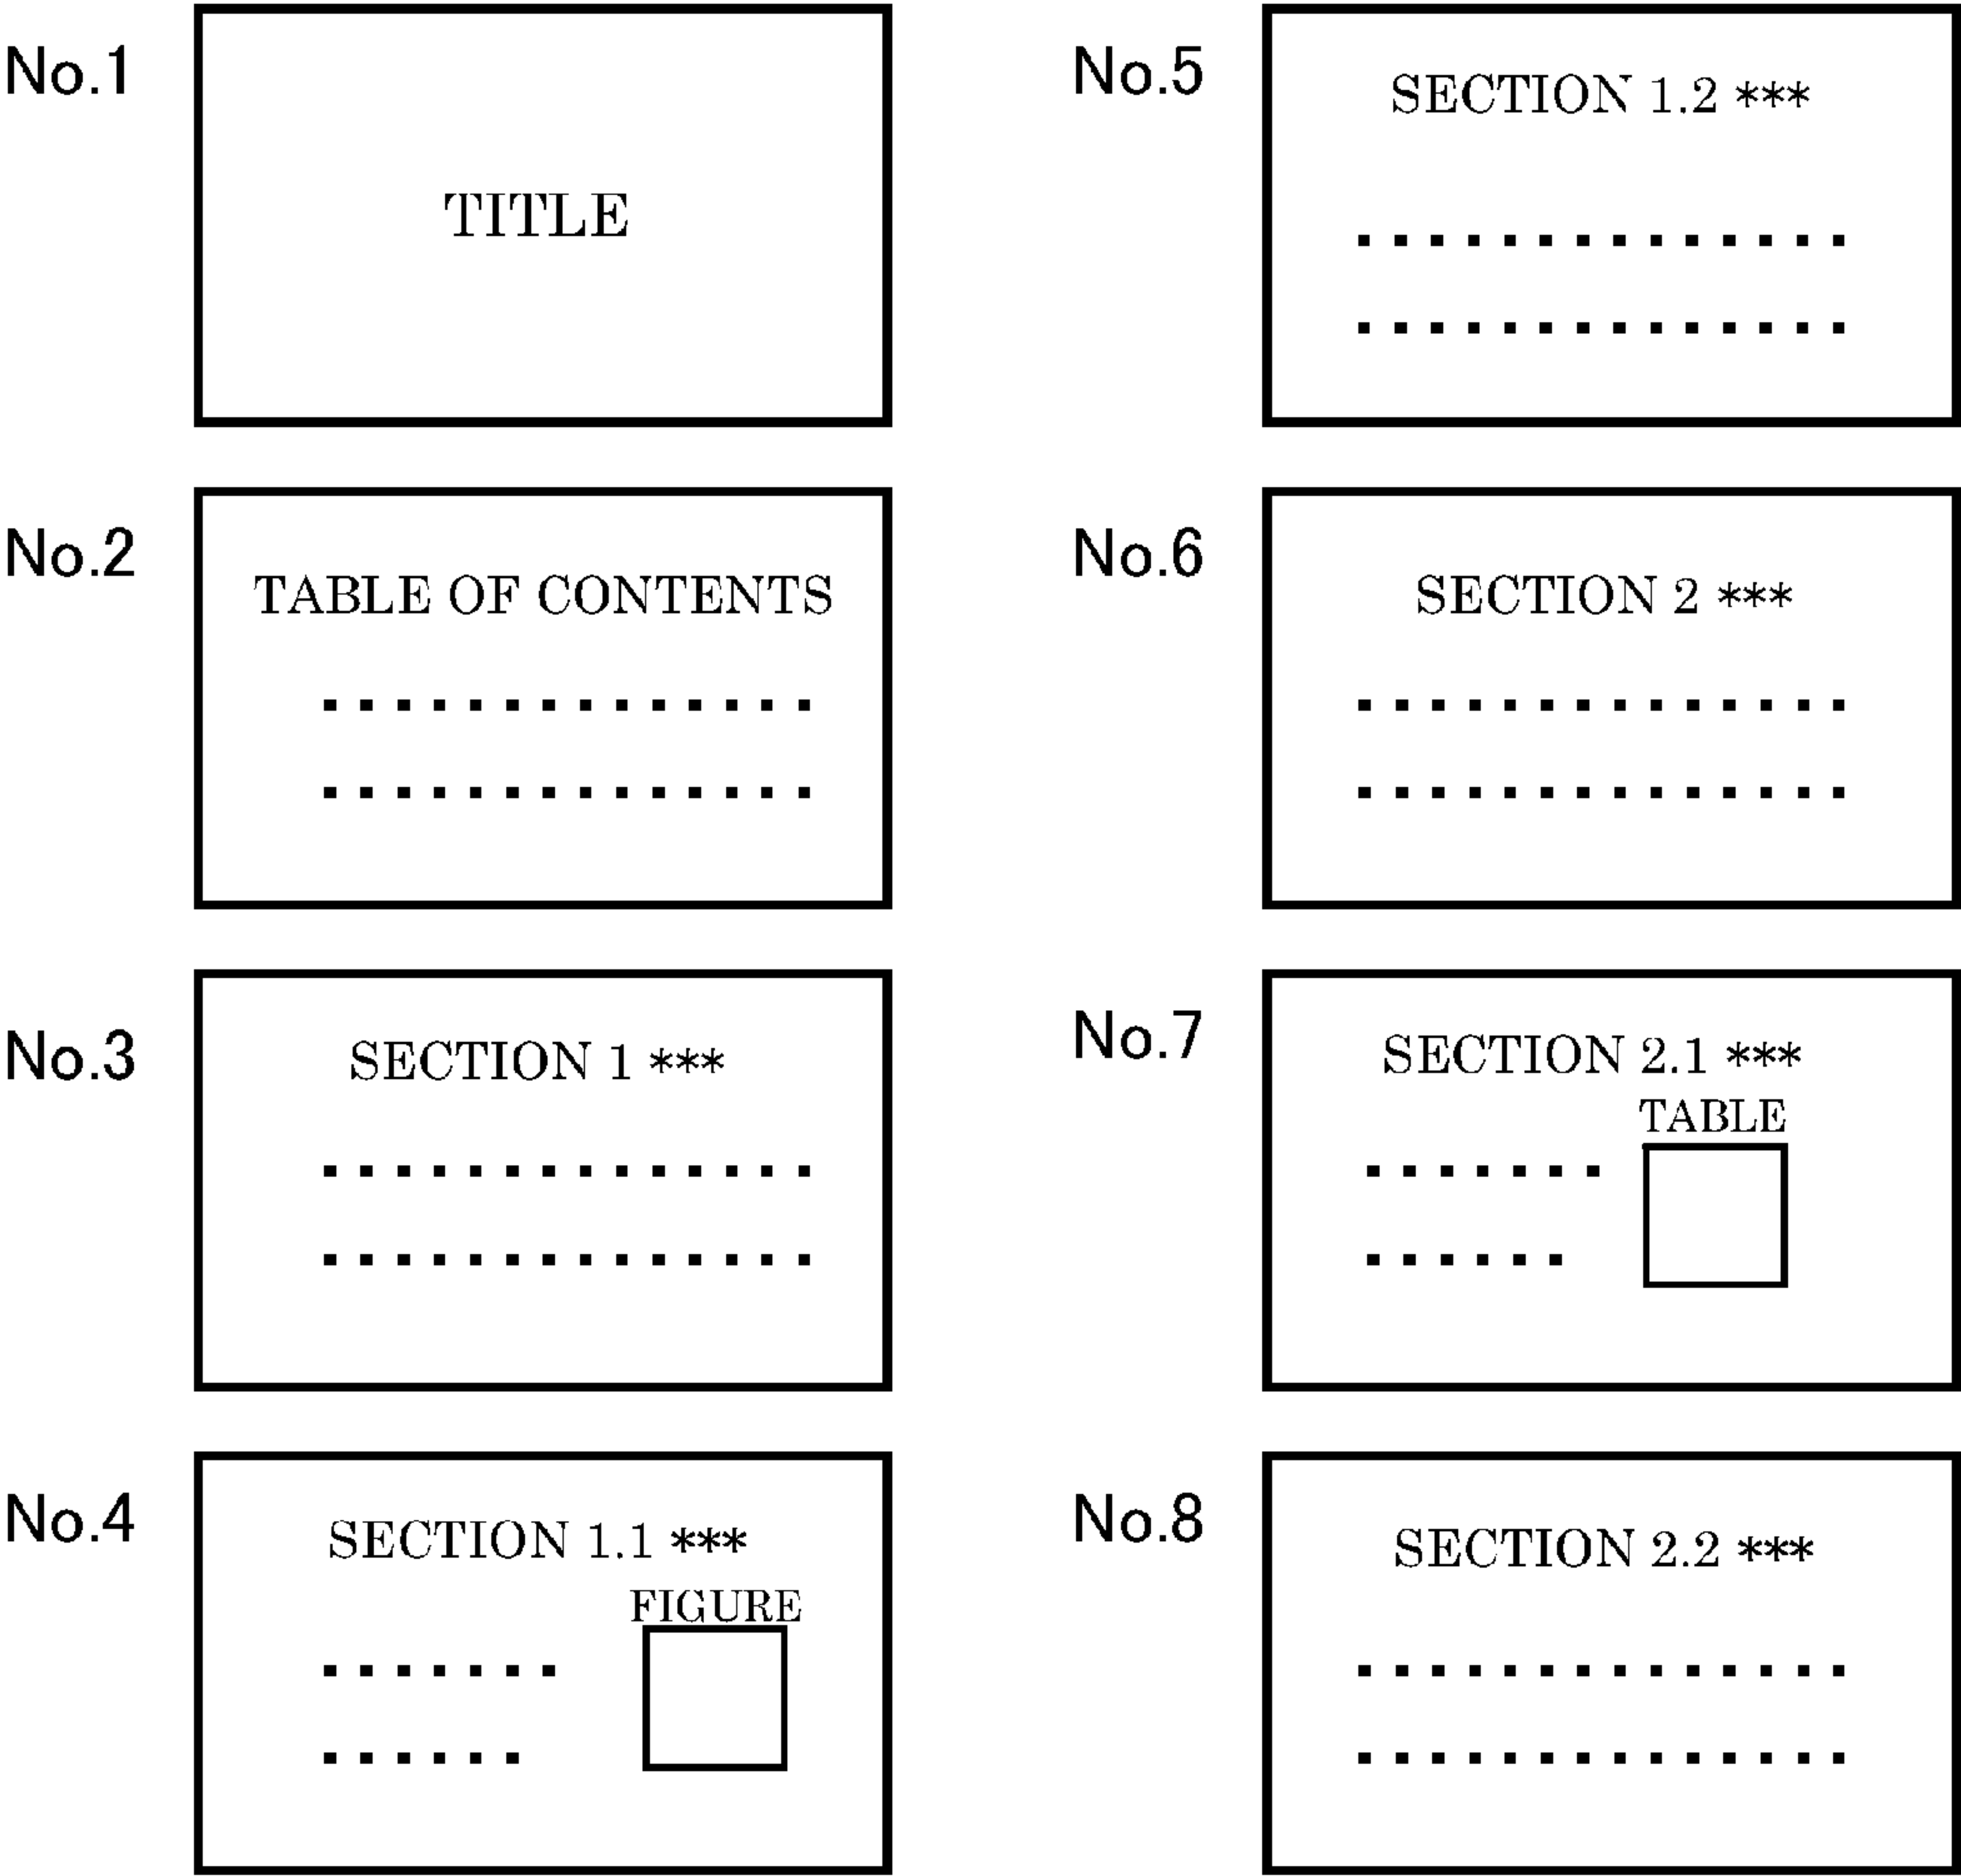 No.1
TITLE
No.2
TABLE OF CONTENTS
..............
..............
No.3
SECTION 1 ***
..............
..............
No.4
SECTION 1.1 ***
FIGURE
.......
......
No.5
SECTION 1.2 ***
..............
..............
No.6
SECTION 2 ***
..............
..............
No.7
SECTION 2.1 ***
TABLE
.......
......
No.8
SECTION 2.2 ***
..............
..............